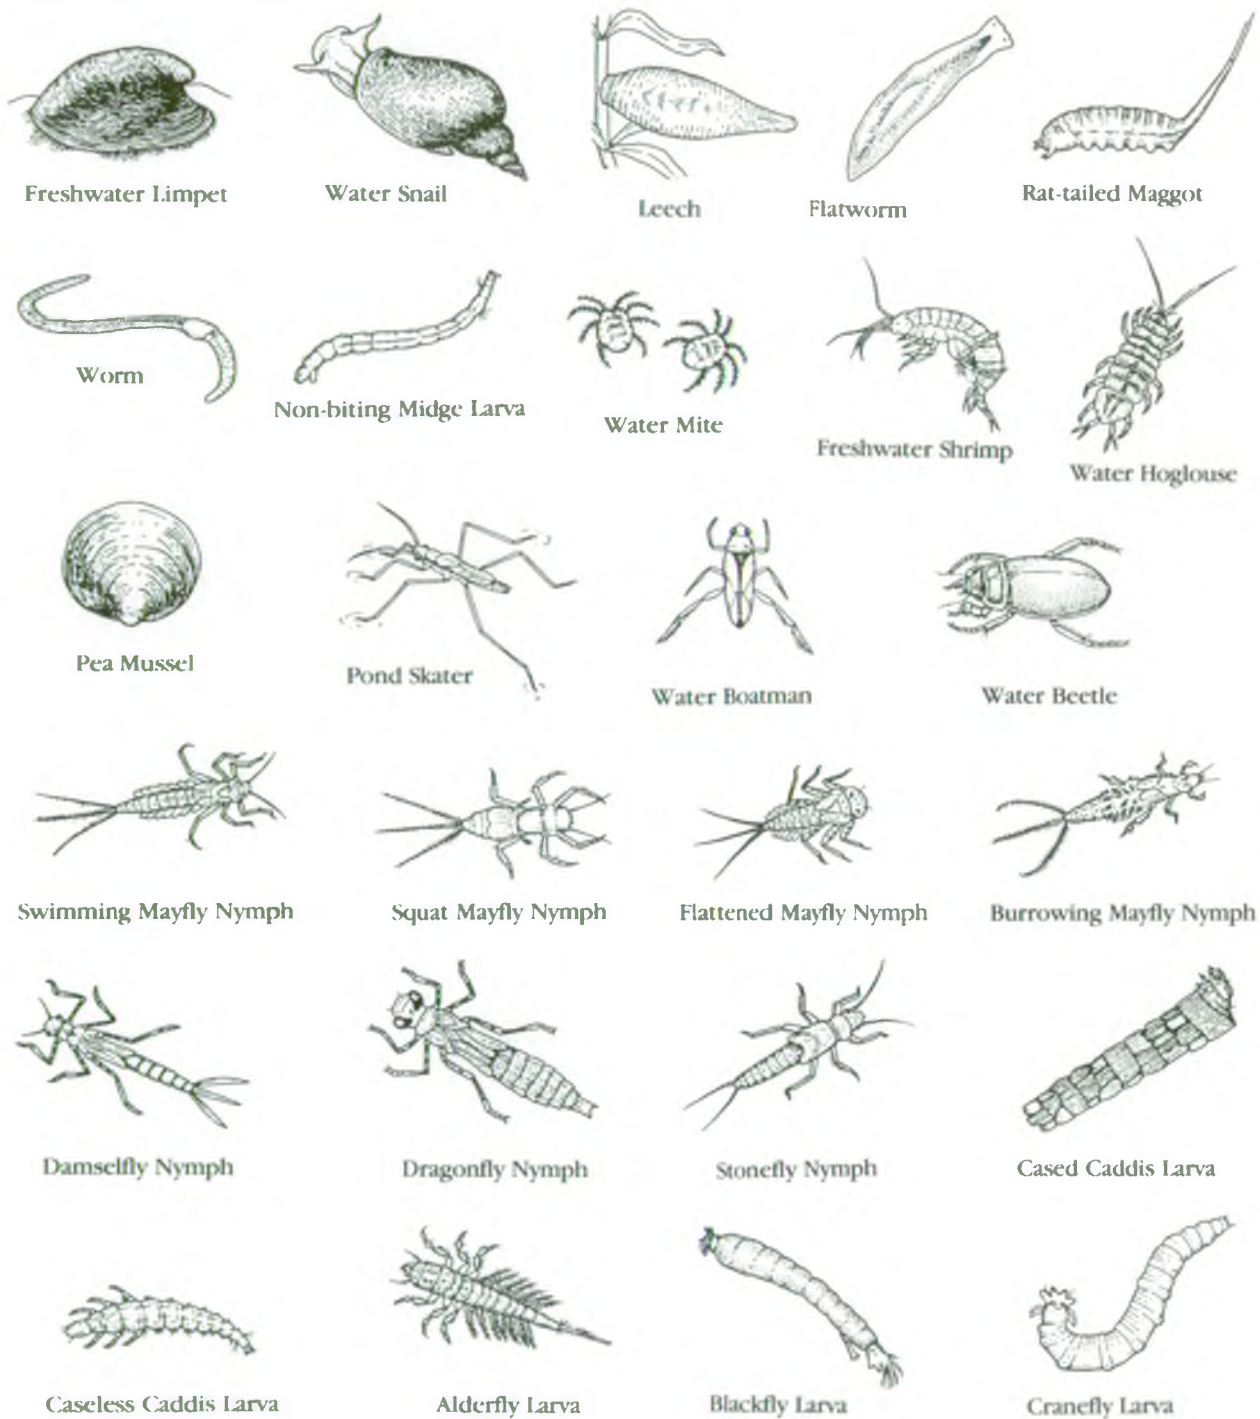 Freshwater Limpet
Water Snail
Leech
Flatworm
Rat-tailed Maggot
Worm
Non-biting Midge Larva
Water Mite
Freshwater Shrimp
Water Hoglouse
Pea Mussel
Pond Skater
Water Boatman
Water Beetle
Swimming Mayfly Nymph
Squat Mayfly Nymph
Flattened Mayfly Nymph
Burrowing Mayfly Nymph
Damselfly Nymph
Dragonfly Nymph
Stonefly Nymph
Cased Caddis Larva
Caseless Caddis Larva
Alderfly Larva
Blackfly Larva
Cranefly Larva